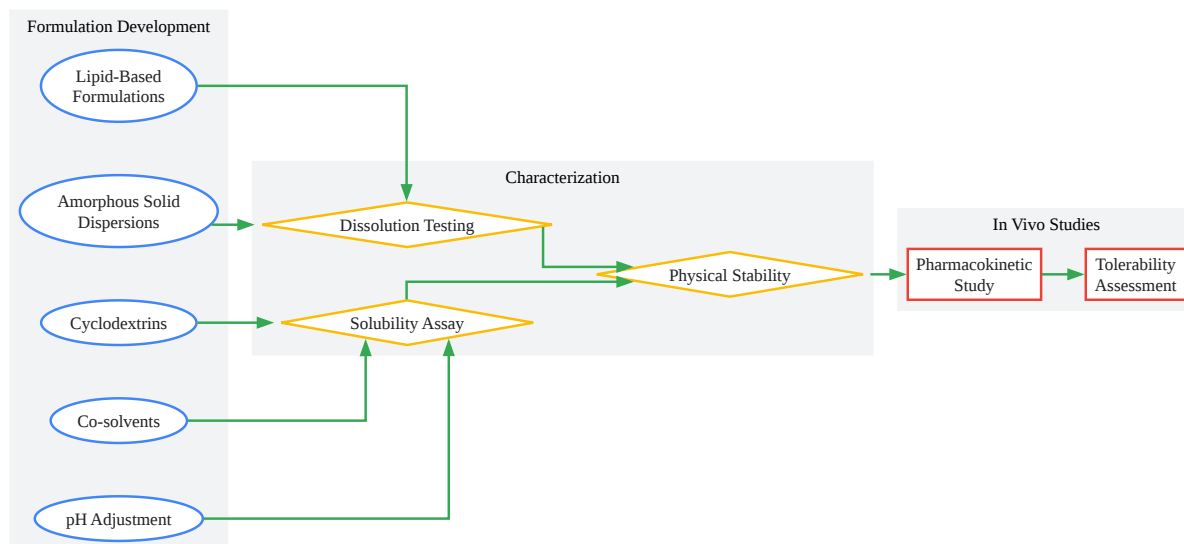 Formulation Development
Lipid-Based
Formulations
Amorphous Solid
Dispersions
Cyclodextrins
Co-solvents
pH Adjustment
Characterization
Dissolution Testing
Solubility Assay
Physical Stability
In Vivo Studies
Pharmacokinetic
Study
Tolerability
Assessment